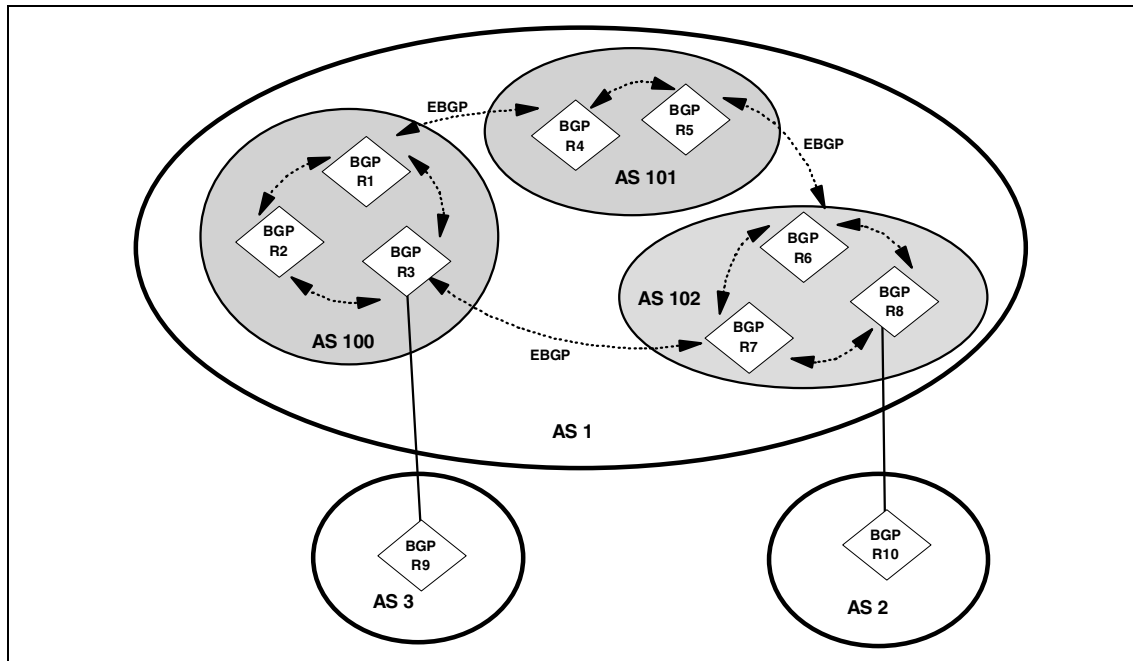 EBGP
BGP
R4
BGP
R5
EBGP
AS 101
BGP
R1
BGP
R2
BGP
R3
AS 100
BGP
R6
AS 102
BGP
R8
BGP
R7
EBGP
AS 1
BGP
R9
AS 3
BGP
R10
AS 2